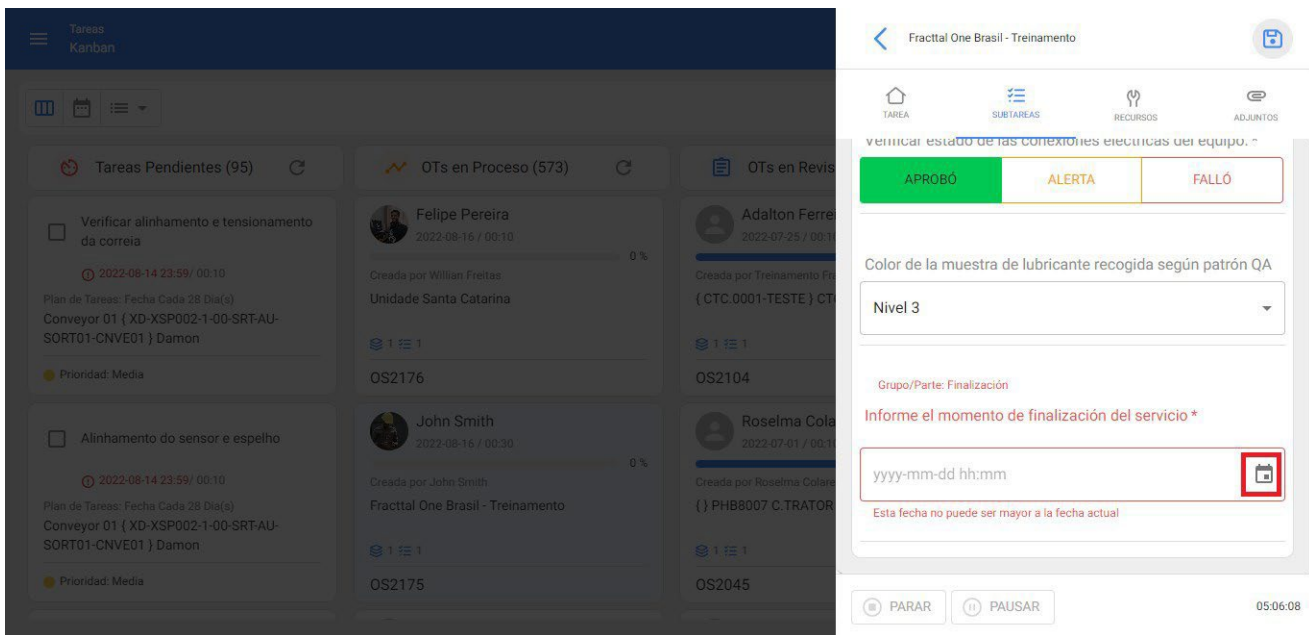 Tareas
Kanban
Tareas Pendientes (95)
OTs en Proceso (573)
OTs en Revis
Verificar alinhamento e tensionamento
da correia
2022-08-14 23:59/ 00:10
Plan de Tareas: Fecha Cada 28 Dia(s)
Conveyor 01 { XD-XSP002-1-00-SRT-AU-
SORT01-CNVE01 } Damon
Prioridad: Media
Alinhamento do sensor e espelho
2022-08-14 23:59/ 00:10
Plan de Tareas: Fecha Cada 28 Dia(s)
Conveyor 01 { XD-XSP002-1-00-SRT-AU-
SORT01-CNVE01 } Damon
Prioridad: Media
Felipe Pereira
2022-08-16 / 00:10
0 %
Creada por Willian Freitas
Unidade Santa Catarina
1 1
OS2176
John Smith
2022-08-16 / 00:30
0 %
Creada por John Smith
Fracttal One Brasil - Treinamento
1 1
OS2175
Adalton Ferre
2022-07-25 / 00:1
Creada por Treinamento Fr
{ CTC.0001-TESTE } CT
1 1
OS2104
Roselma Cola
2022-07-01 / 00:1
Creada por Roselma Colare
{ } PHB8007 C.TRATOR
1 1
OS2045
Fracttal One Brasil - Treinamento
TAREA
SUBTAREAS
RECURSOS
ADJUNTOS
Verificar estado de las conexiones eléctricas del equipo. *
APROBÓ
ALERTA
FALLÓ
Color de la muestra de lubricante recogida según patrón QA
Nivel 3
Grupo/Parte: Finalización
Informe el momento de finalización del servicio *
yyyy-mm-dd hh:mm
Esta fecha no puede ser mayor a la fecha actual
PARAR
PAUSAR
05:06:08